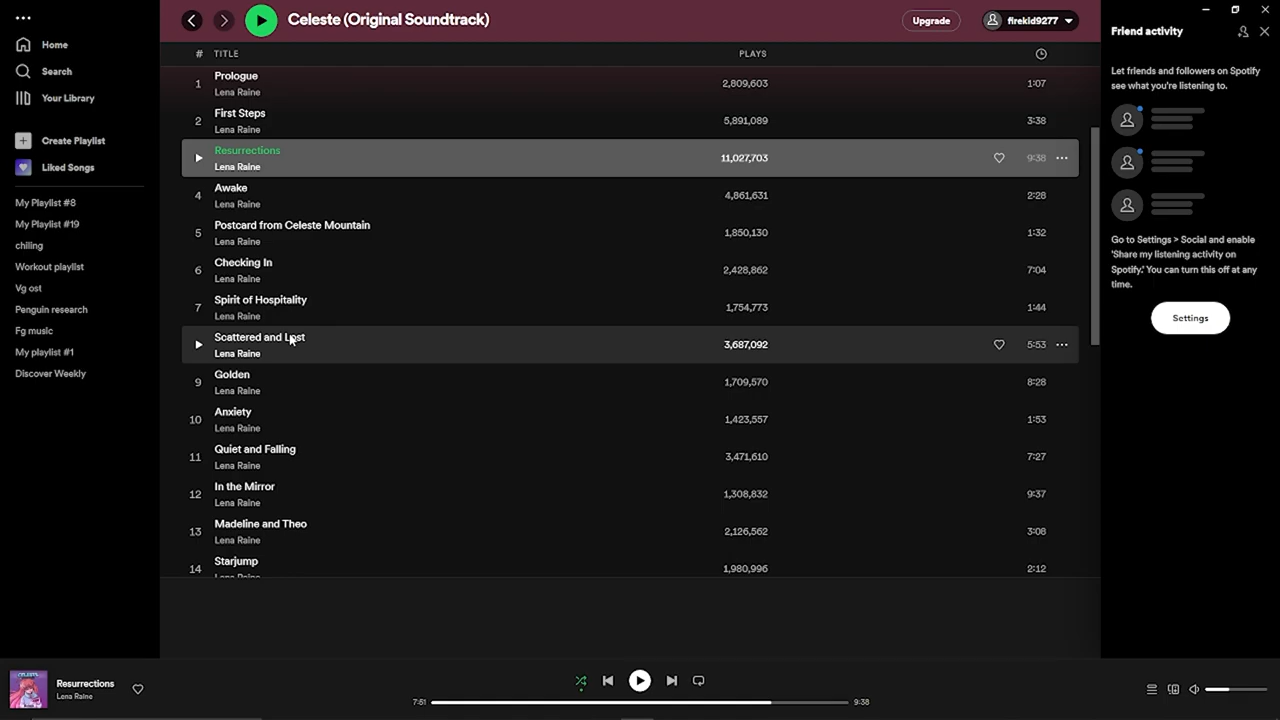 Home
Search
Your Library
Create Playlist
Liked Songs
My Playlist #8
My Playlist #19
chiling
Workout playlist
Vg ost
Penguin research
Fg music
My playlist #1
Discover Weekly
Celeste (Original Soundtrack)
Upgrade
firekid9277
# TITLE PLAYS
1 Prologue 2,809,603 1:07
Lena Raine
2 First Steps 5,891,089 3:38
Lena Raine
Resurrections 11,027,703 9:38
Lena Raine
4 Awake 4,861,631 2:28
Lena Raine
5 Postcard from Celeste Mountain 1,850,130 1:32
Lena Raine
6 Checking In 2,428,862 7:04
Lena Raine
7 Spirit of Hospitality 1,754,773 1:44
Lena Raine
Scattered and Lost 3,687,092 5:53
Lena Raine
9 Golden 1,709,570 8:28
Lena Raine
10 Anxiety 1,423,557 1:53
Lena Raine
11 Quiet and Falling 3,471,610 7:27
Lena Raine
12 In the Mirror 1,308,832 9:37
Lena Raine
13 Madeline and Theo 2,126,562 3:08
Lena Raine
14 Starjump 1,980,996 2:12
Lena Raine
Friend activity
Let friends and followers on Spotify
see what you're listening to.
Go to Settings > Social and enable
'Share my listening activity on
Spotify.' You can turn this off at any
time.
Settings
CELESTE
Resurrections
Lena Raine
7:51 9:38